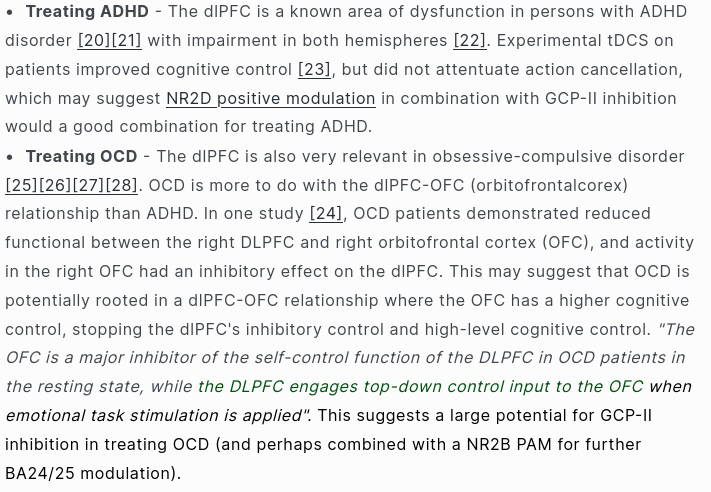 • Treating ADHD - The dlPFC is a known area of dysfunction in persons with ADHD
disorder [20][21] with impairment in both hemispheres [22]. Experimental tDCS on
patients improved cognitive control [23], but did not attentuate action cancellation,
which may suggest NR2D positive modulation in combination with GCP-II inhibition
would a good combination for treating ADHD.
• Treating OCD - The dlPFC is also very relevant in obsessive-compulsive disorder
[25][26][27][28]. OCD is more to do with the dlPFC-OFC (orbitofrontalcorex)
relationship than ADHD. In one study [24], OCD patients demonstrated reduced
functional between the right DLPFC and right orbitofrontal cortex (OFC), and activity
in the right OFC had an inhibitory effect on the dlPFC. This may suggest that OCD is
potentially rooted in a dlPFC-OFC relationship where the OFC has a higher cognitive
control, stopping the dlPFC's inhibitory control and high-level cognitive control. "The
OFC is a major inhibitor of the self-control function of the DLPFC in OCD patients in
the resting state, while the DLPFC engages top-down control input to the OFC when
emotional task stimulation is applied". This suggests a large potential for GCP-II
inhibition in treating OCD (and perhaps combined with a NR2B PAM for further
BA24/25 modulation).